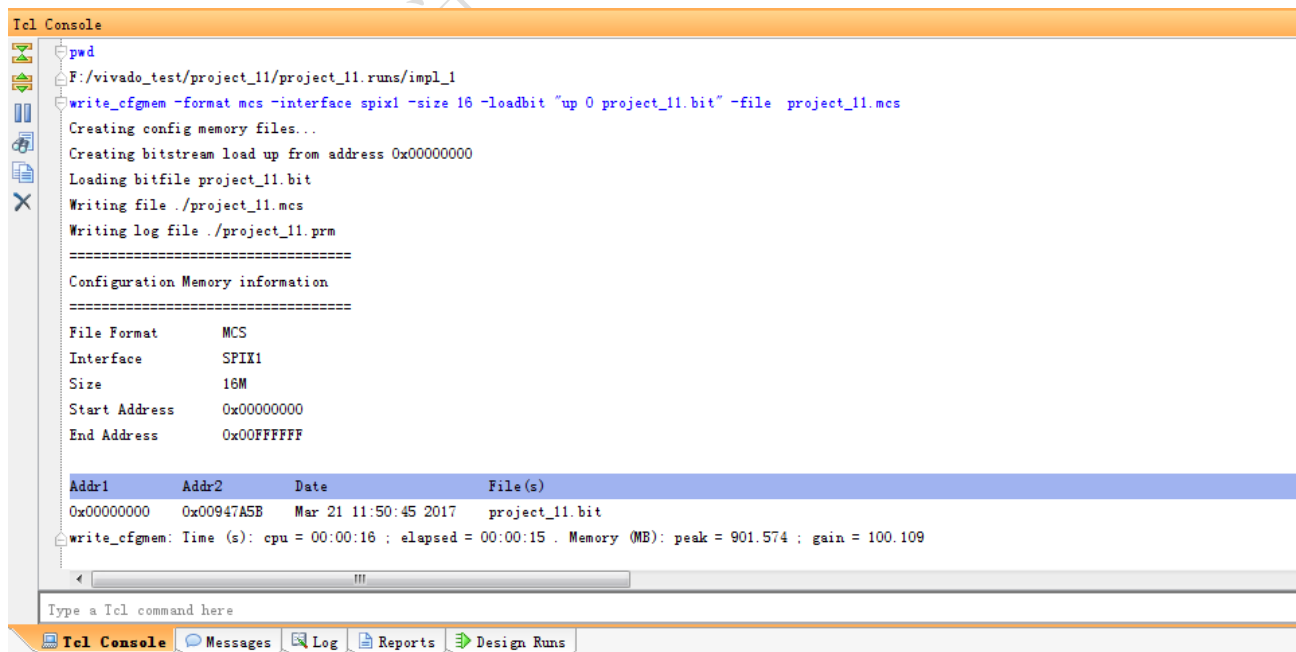 Tcl Console
pwd
F:/vivado_test/project_11/project_11.runs/impl_1
write_cfgmem -format mcs -interface spix1 -size 16 -loadbit "up 0 project_11.bit" -file  project_11.mcs
Creating config memory files...
Creating bitstream load up from address 0x00000000
Loading bitfile project_11.bit
Writing file ./project_11.mcs
Writing log file ./project_11.prm
===================================
Configuration Memory information
===================================
File Format        MCS
Interface          SPIX1
Size               16M
Start Address      0x00000000
End Address        0x00FFFFFF
Addr1         Addr2         Date                    File(s)
0x00000000    0x00947A5B    Mar 21 11:50:45 2017    project_11.bit
write_cfgmem: Time (s): cpu = 00:00:16 ; elapsed = 00:00:15 . Memory (MB): peak = 901.574 ; gain = 100.109
Type a Tcl command here
Tcl Console Messages Log Reports Design Runs